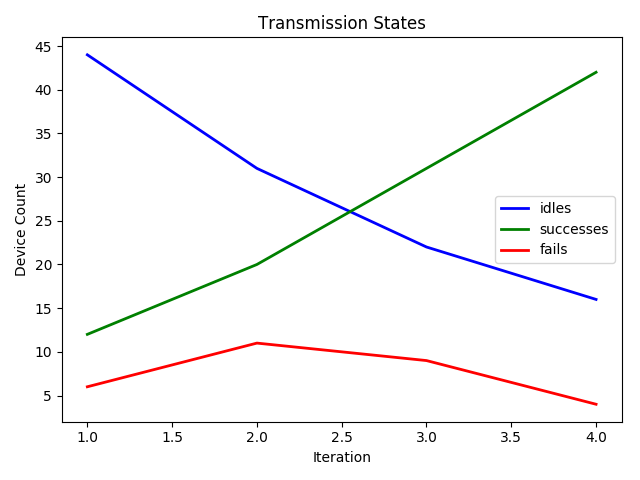 Transmission States
45
40
35
30
25
20
15
10
5
Device Count
idles
successes
fails
1.0 1.5 2.0 2.5 3.0 3.5 4.0
Iteration